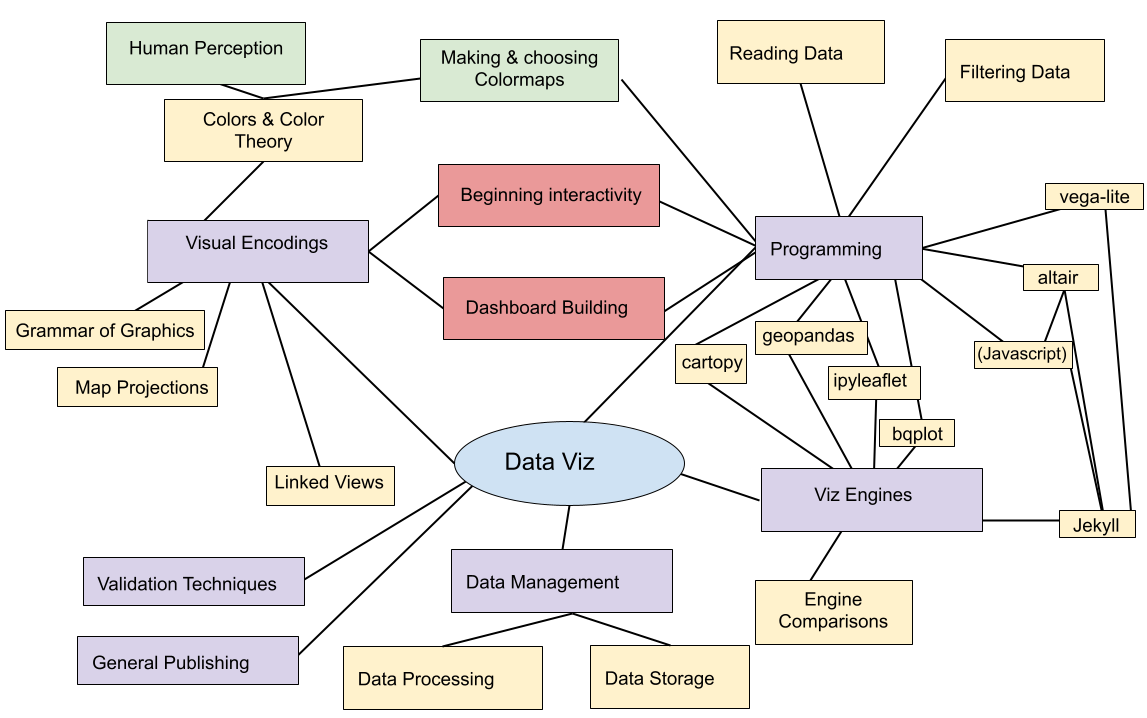 Human Perception
Making & choosing
Colormaps
Reading Data
Filtering Data
Colors & Color
Theory
Beginning interactivity
vega-lite
Visual Encodings
Programming
altair
Dashboard Building
Grammar of Graphics
geopandas
(Javascript)
cartopy
Map Projections
ipyleaflet
bqplot
Data Viz
Linked Views
Viz Engines
Jekyll
Validation Techniques
Data Management
Engine
Comparisons
General Publishing
Data Processing
Data Storage